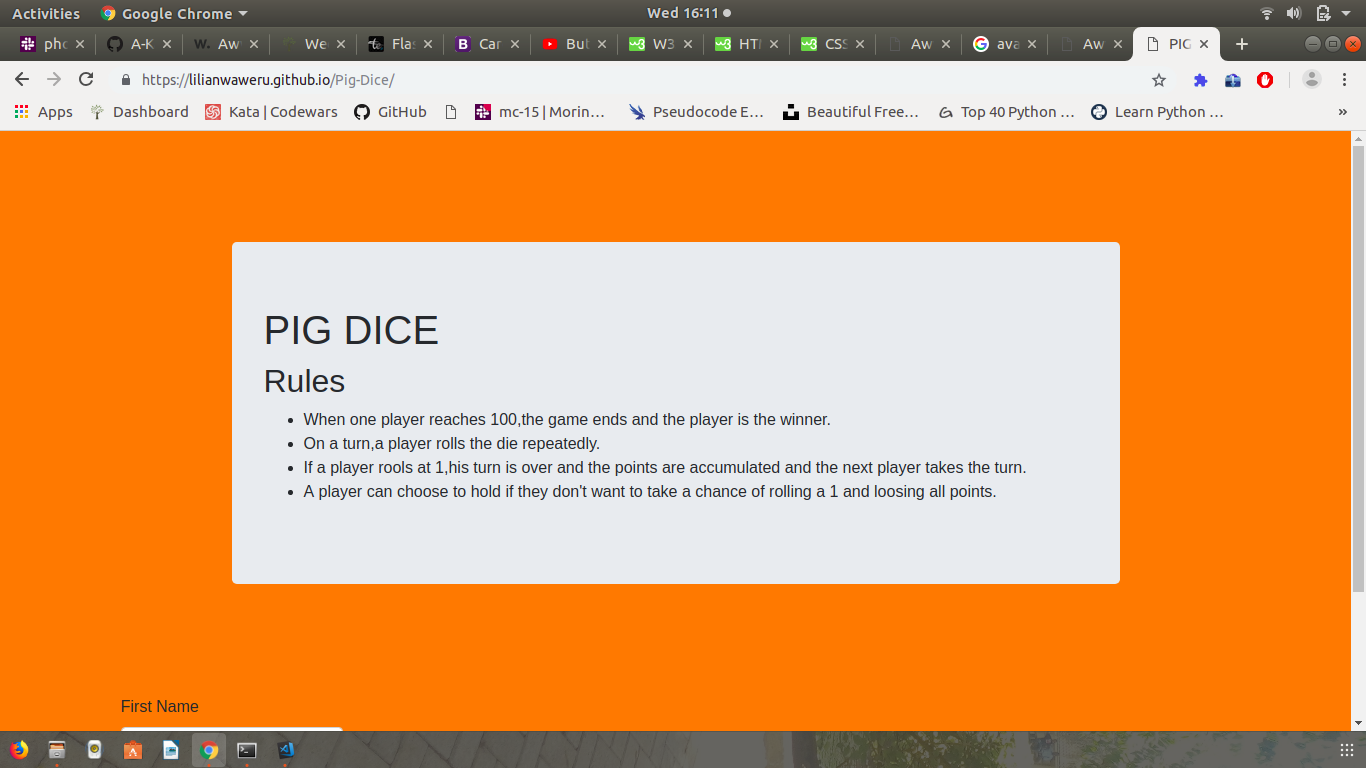 Activities Google Chrome Wed 16:11
pho A-K Aw We Fla Car But W3 HTM CSS Aw ava Aw PIG
https://lilianwaweru.github.io/Pig-Dice/
Apps Dashboard Kata | Codewars GitHub mc-15 | Morin… Pseudocode E… Beautiful Free… Top 40 Python … Learn Python … »
PIG DICE
Rules
When one player reaches 100,the game ends and the player is the winner.
On a turn,a player rolls the die repeatedly.
If a player rools at 1,his turn is over and the points are accumulated and the next player takes the turn.
A player can choose to hold if they don't want to take a chance of rolling a 1 and loosing all points.
First Name